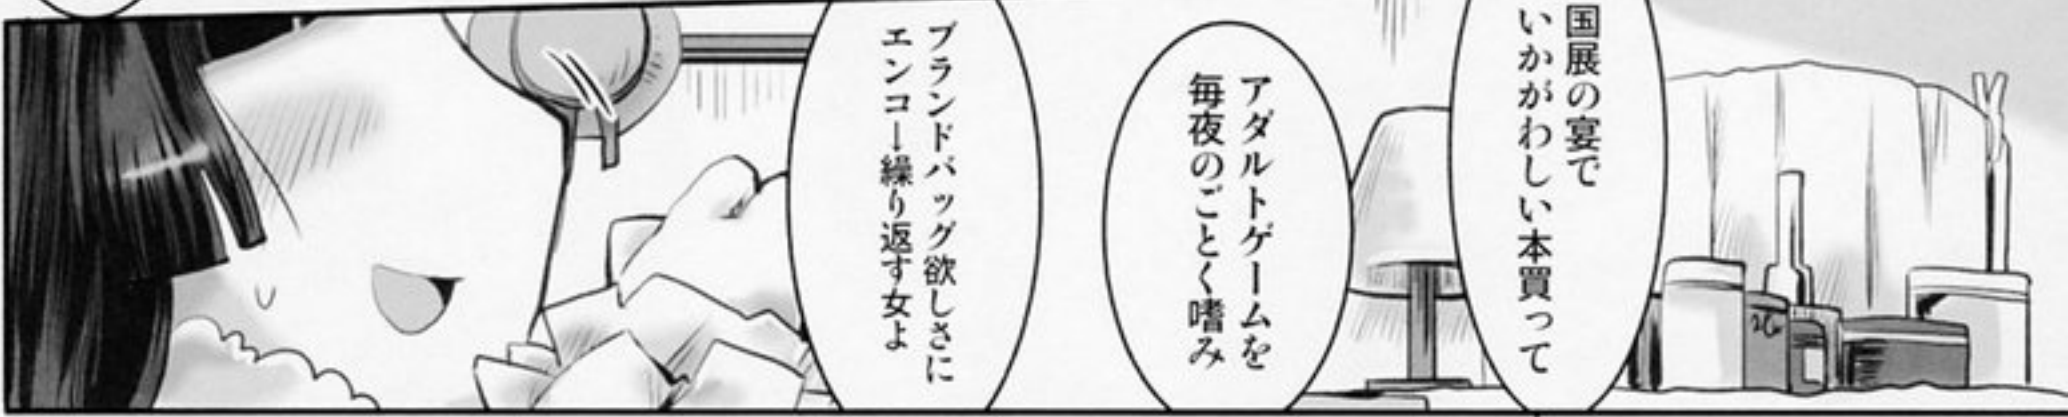 国展の宴で
いかがわしい本買って
アダルトゲームを
毎夜のごとく嗜み
ブランドバッグ欲しさに
エンコー繰り返す女よ